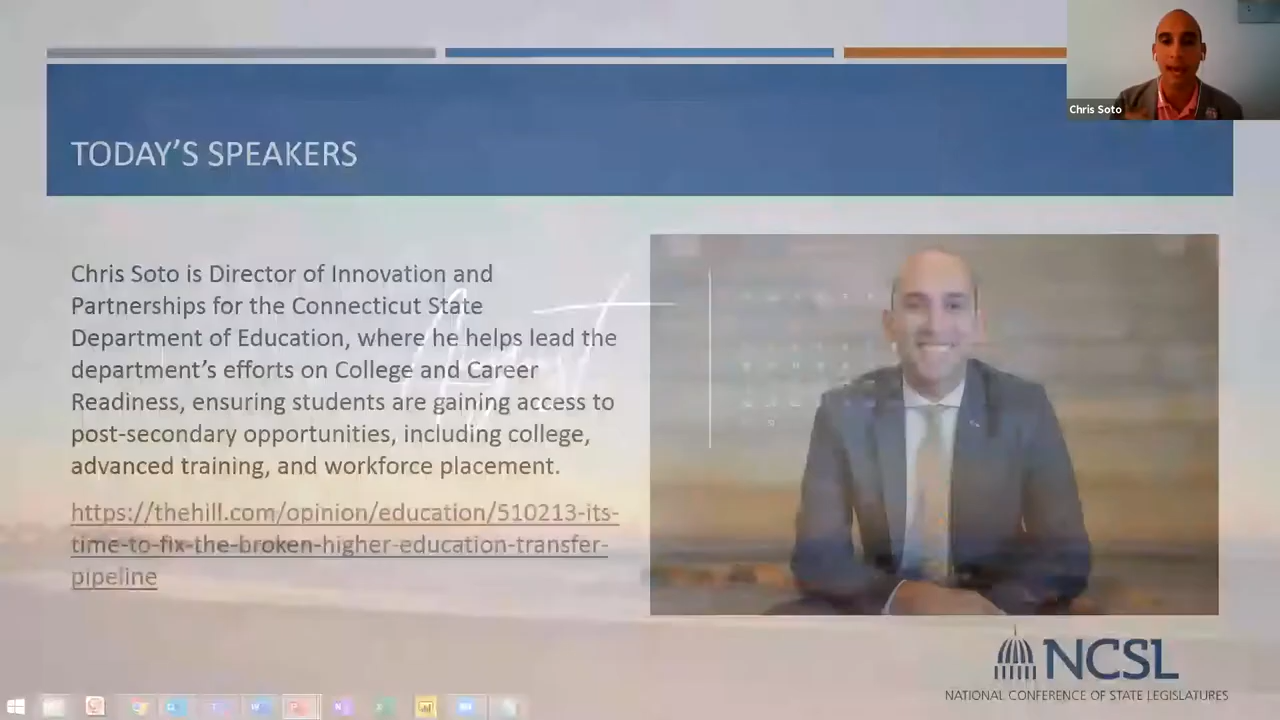 Chris Soto
TODAY'S SPEAKERS
Chris Soto is Director of Innovation and
Partnerships for the Connecticut State
Department of Education, where he helps lead the
department's efforts on College and Career
Readiness, ensuring students are gaining access to
post-secondary opportunities, including college,
advanced training, and workforce placement.
https://thehill.com/opinion/education/510213-its-
time-to-fix-the-broken-higher-education-transfer-
pipeline
August
NCSL
NATIONAL CONFERENCE OF STATE LEGISLATURES